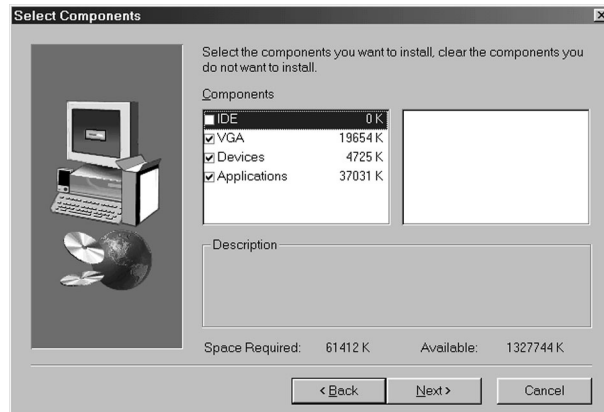 Select Components
Select the components you want to install, clear the components you
do not want to install.
Components
IDE 0 K
VGA 19654 K
Devices 4725 K
Applications 37031 K
Description
Space Required: 61412 K Available: 1327744 K
< Back Next > Cancel